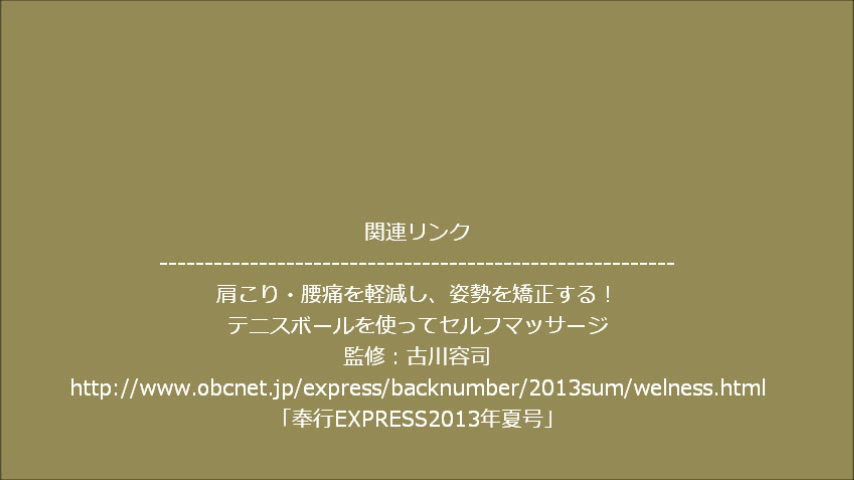 関連リンク
--------------------------------------------------------
肩こり・腰痛を軽減し、姿勢を矯正する！
テニスボールを使ってセルフマッサージ
監修：古川容司
http://www.obcnet.jp/express/backnumber/2013sum/welness.html
「奉行EXPRESS2013年夏号」